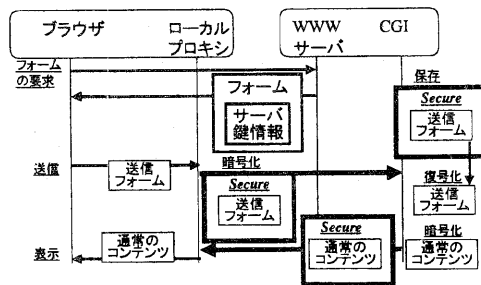 ブラウザ
ローカル
プロキシ
WWW
サーバ
CGI
フォーム
の要求
フォーム
サーバ
鍵情報
保存
Secure
送信
フォーム
送信
送信
フォーム
暗号化
Secure
送信
フォーム
復号化
送信
フォーム
暗号化
通常の
コンテンツ
Secure
通常の
コンテンツ
通常の
コンテンツ
表示